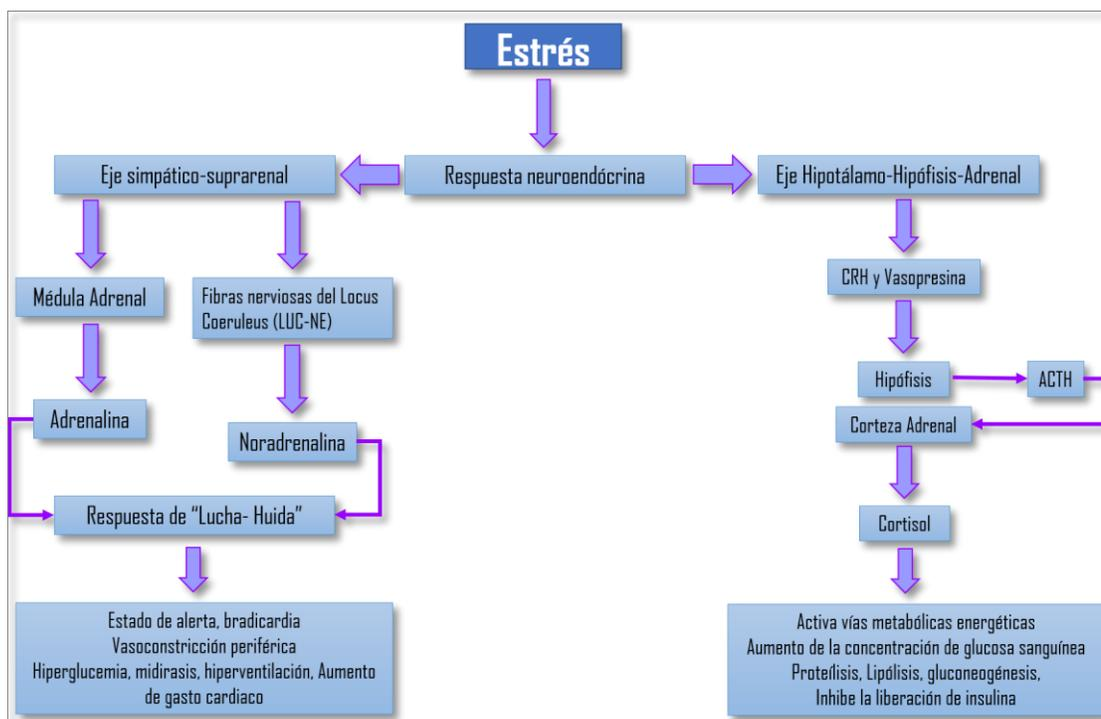 Estrés
Eje simpático-suprarenal
Respuesta neuroendócrina
Eje Hipotálamo-Hipófisis-Adrenal
Médula Adrenal
Fibras nerviosas del Locus
Coeruleus (LUC-NE)
CRH y Vasopresina
Hipófisis
ACTH
Adrenalina
Corteza Adrenal
Noradrenalina
Respuesta de “Lucha- Huida”
Cortisol
Estado de alerta, bradicardia
Vasoconstricción periférica
Hiperglucemia, midirasis, hiperventilación, Aumento
de gasto cardiaco
Activa vías metabólicas energéticas
Aumento de la concentración de glucosa sanguínea
Proteílisis, Lipólisis, gluconeogénesis,
Inhibe la liberación de insulina